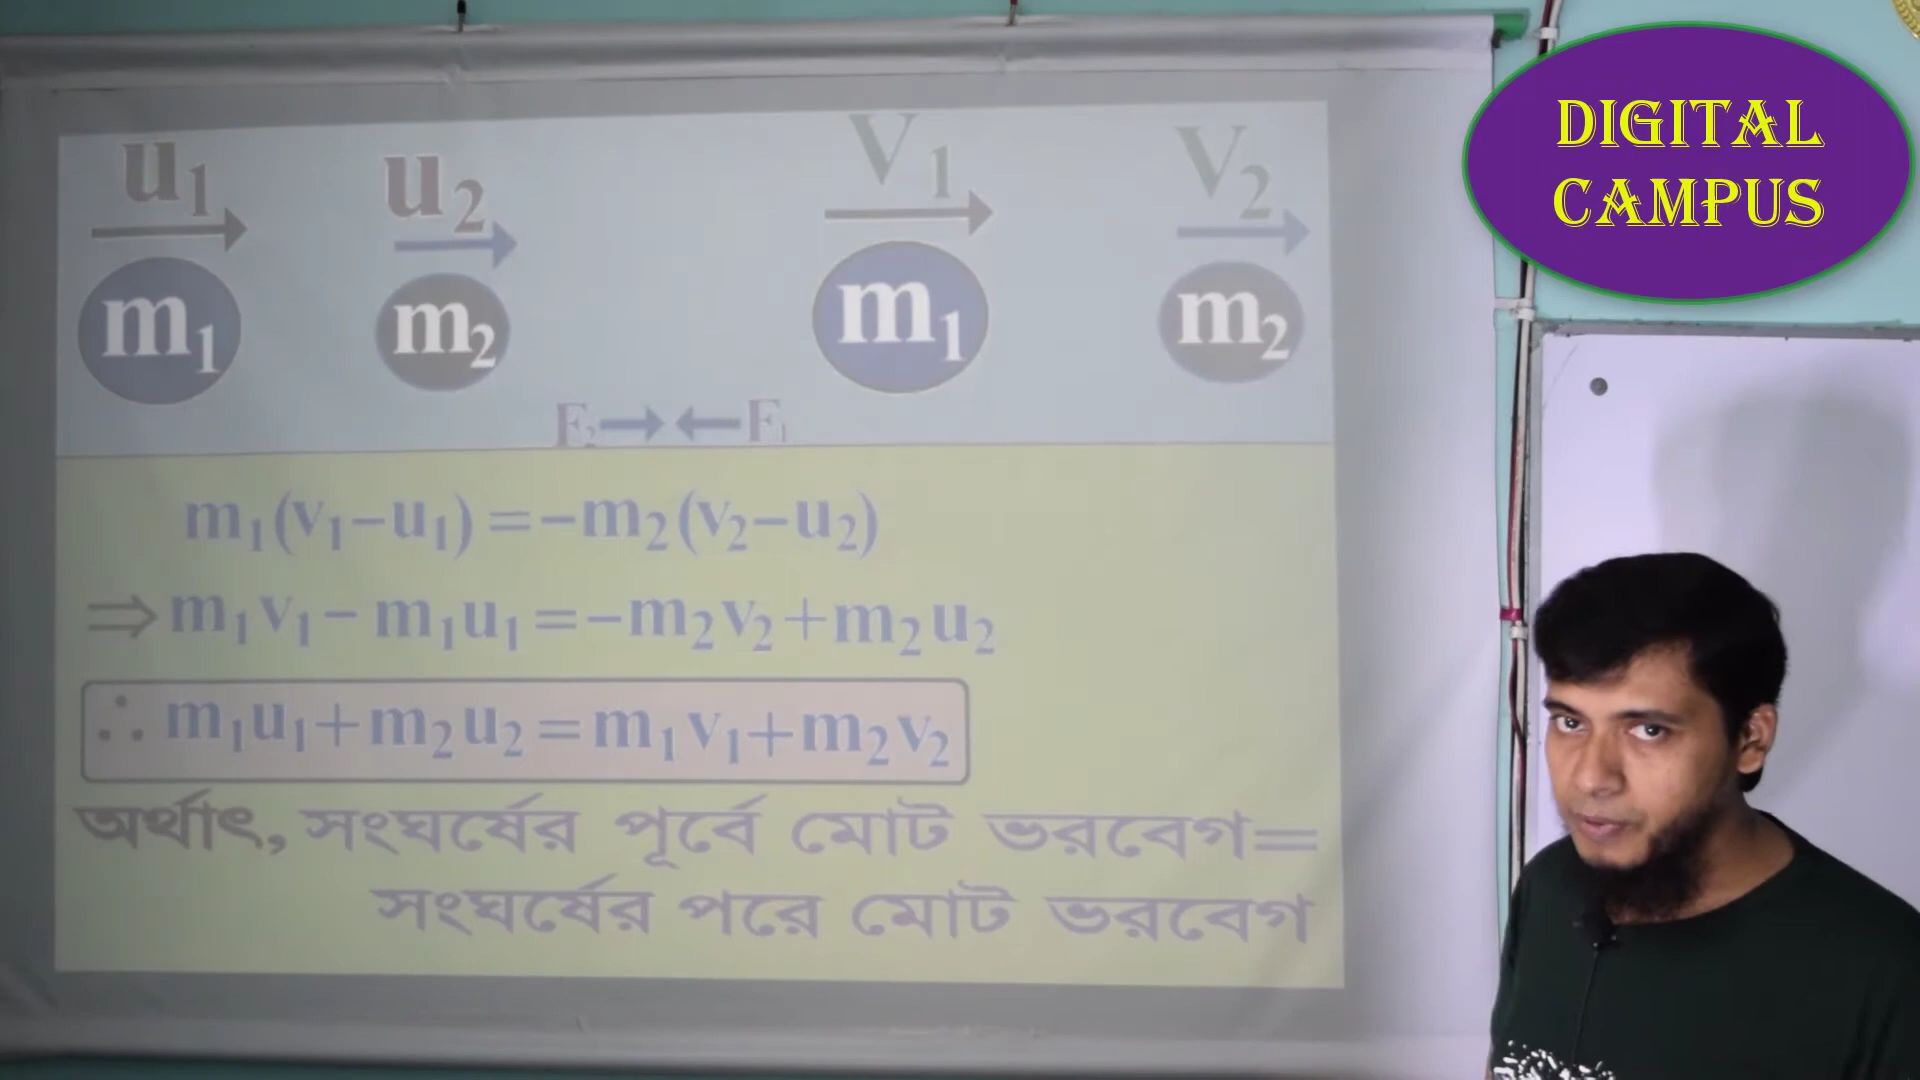 u₁ u₂ V₁ V₂
m₁ m₂ m₁ m₂
F₂ F₁
m₁(v₁−u₁)=−m₂(v₂−u₂)
⇒m₁v₁−m₁u₁=−m₂v₂+m₂u₂
∴ m₁u₁+m₂u₂=m₁v₁+m₂v₂
অর্থাৎ, সংঘর্ষের পূর্বে মোট ভরবেগ=
সংঘর্ষের পরে মোট ভরবেগ
DIGITAL
CAMPUS